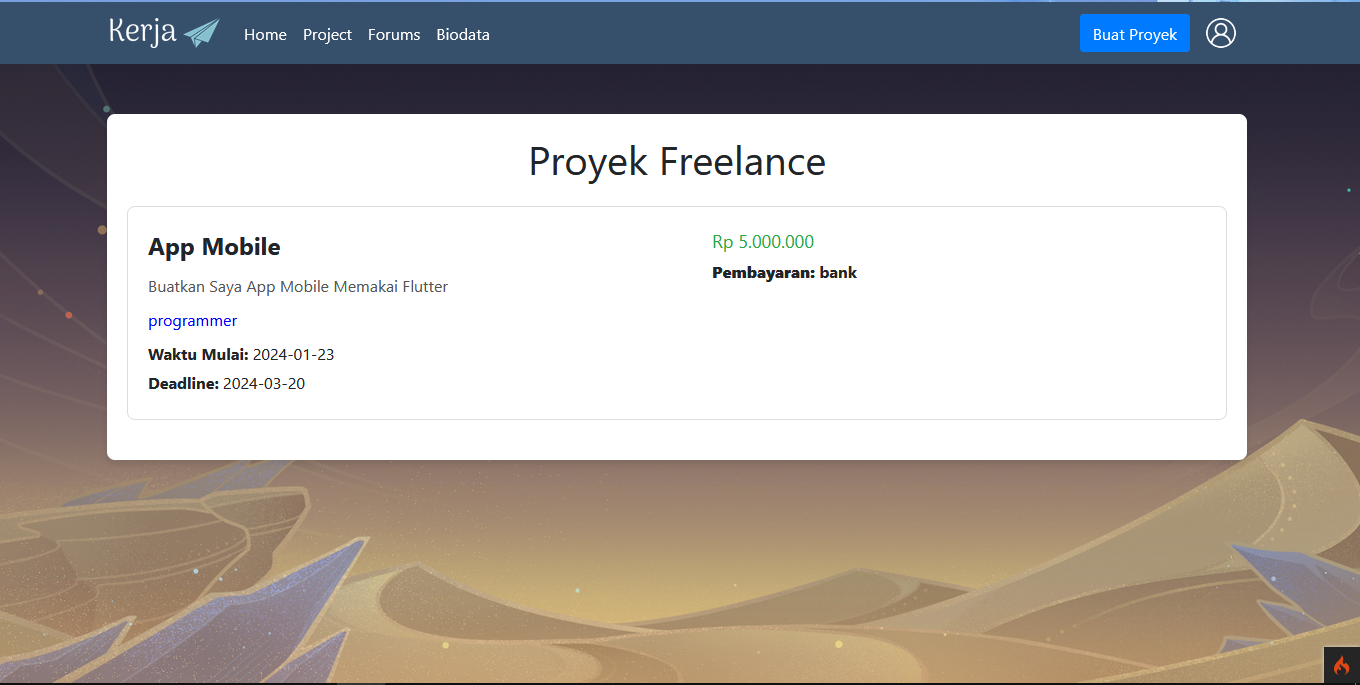 Kerja
Home Project Forums Biodata
Buat Proyek
Proyek Freelance
App Mobile
Buatkan Saya App Mobile Memakai Flutter
programmer
Waktu Mulai: 2024-01-23
Deadline: 2024-03-20
Rp 5.000.000
Pembayaran: bank